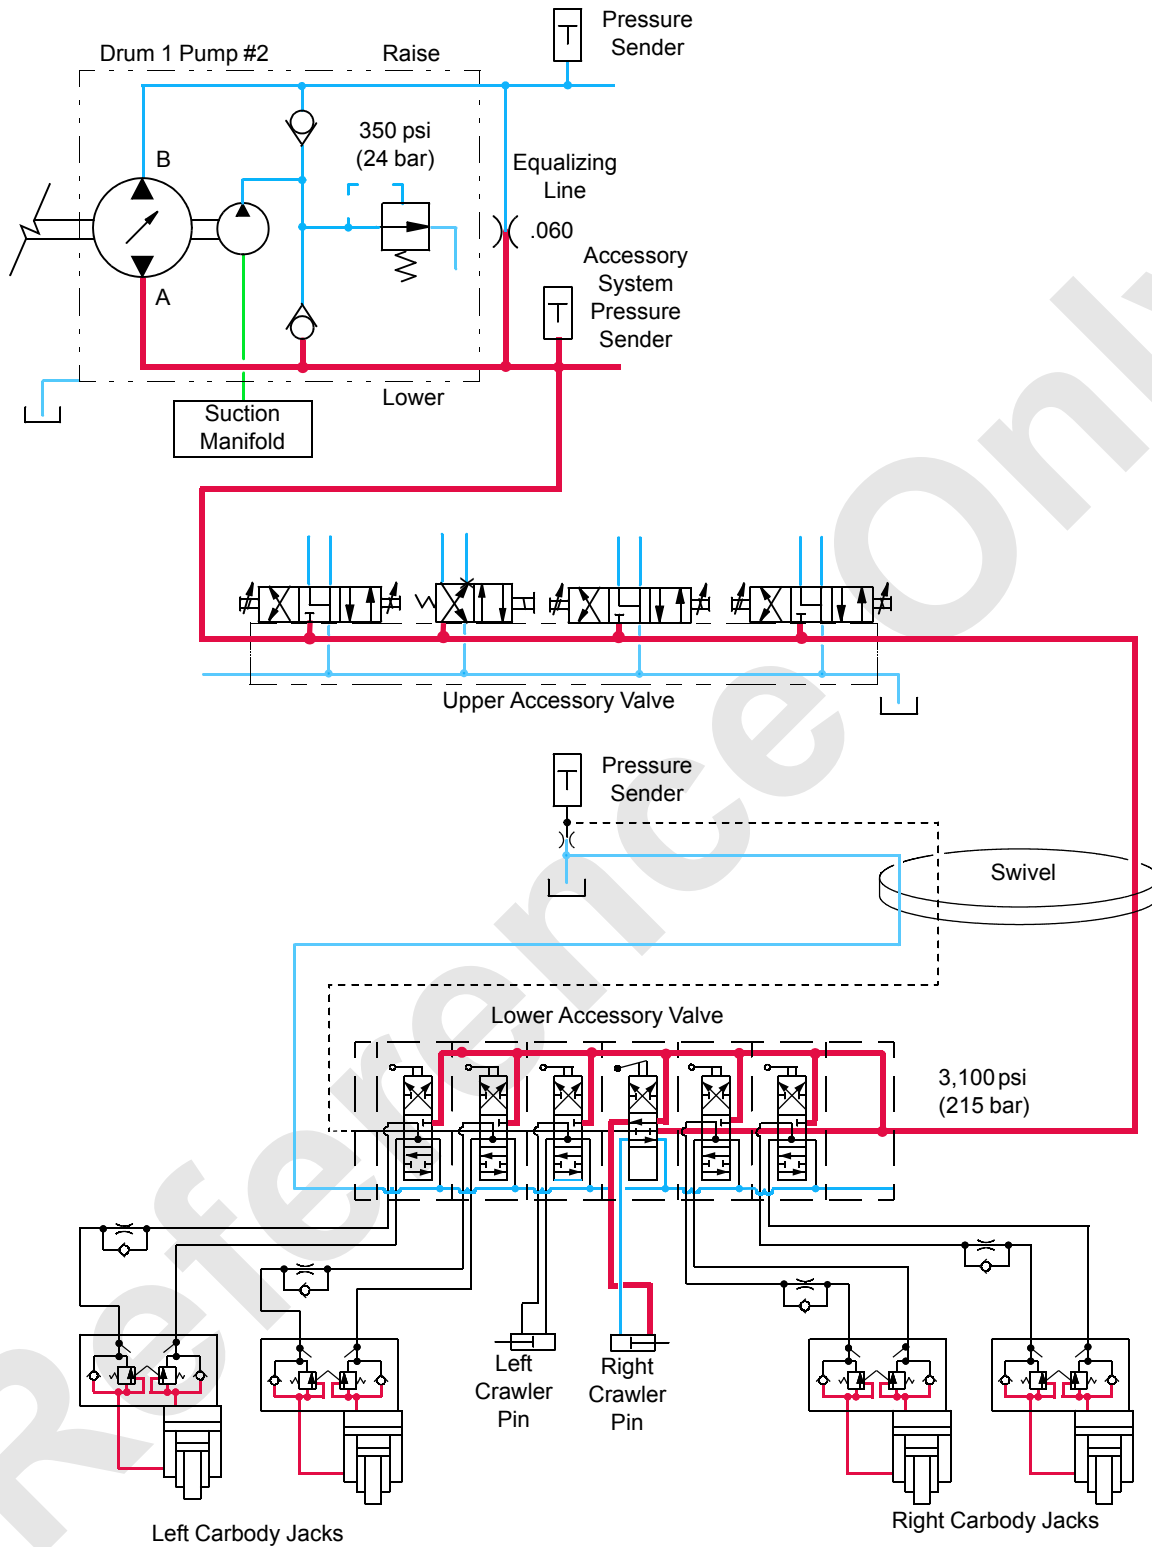 Pressure
Sender
Drum 1 Pump #2
Raise
350 psi
(24 bar)
B
Equalizing
Line
.060
A
Accessory
System
Pressure
Sender
Lower
Suction
Manifold
Upper Accessory Valve
Pressure
Sender
Swivel
Lower Accessory Valve
3,100 psi
(215 bar)
Left
Crawler
Pin
Right
Crawler
Pin
Left Carbody Jacks
Right Carbody Jacks
Reference Only